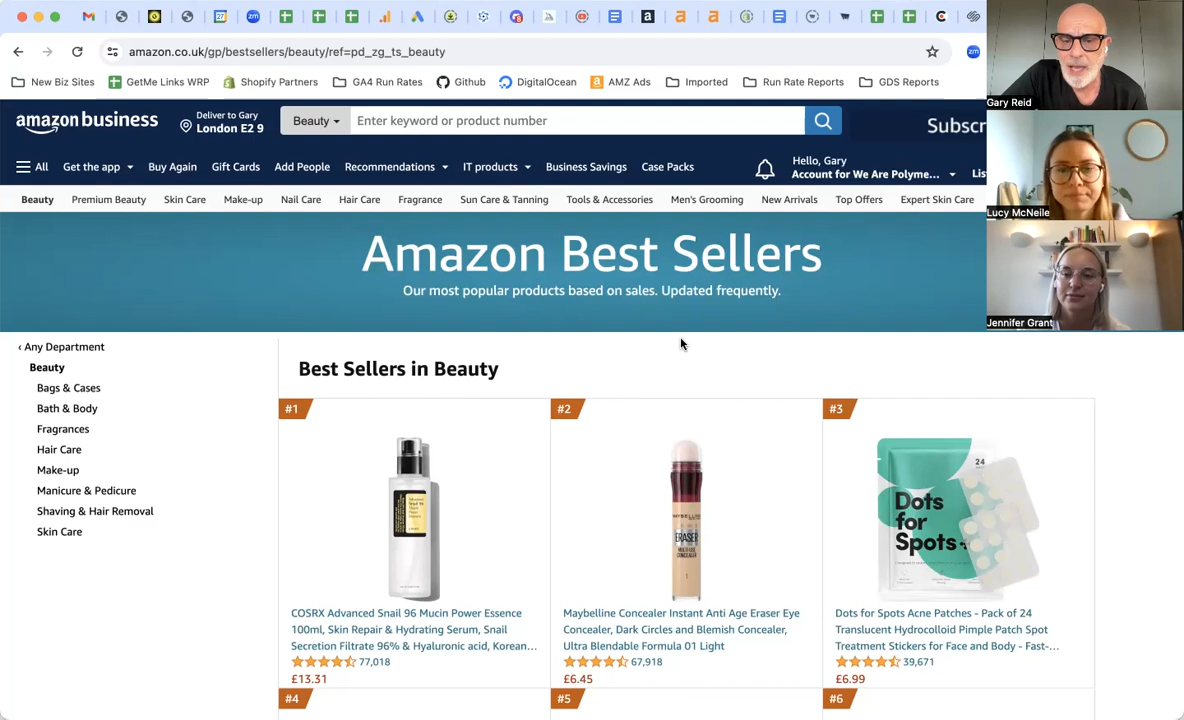 amazon.co.uk/gp/bestsellers/beauty/ref=pd_zg_ts_beauty
New Biz Sites
GetMe Links WRP
Shopify Partners
GA4 Run Rates
Github
DigitalOcean
AMZ Ads
Imported
Run Rate Reports
GDS Reports
Gary Reid
amazon business
Deliver to Gary
London E2 9
Beauty
Enter keyword or product number
Subscr
All
Get the app
Buy Again
Gift Cards
Add People
Recommendations
IT products
Business Savings
Case Packs
Hello, Gary
Account for We Are Polyme...
Lis
Beauty
Premium Beauty
Skin Care
Make-up
Nail Care
Hair Care
Fragrance
Sun Care & Tanning
Tools & Accessories
Men's Grooming
New Arrivals
Top Offers
Expert Skin Care
Lucy McNeile
Amazon Best Sellers
Our most popular products based on sales. Updated frequently.
Jennifer Grant
‹ Any Department
Beauty
Bags & Cases
Bath & Body
Fragrances
Hair Care
Make-up
Manicure & Pedicure
Shaving & Hair Removal
Skin Care
Best Sellers in Beauty
#1
COSRX Advanced Snail 96 Mucin Power Essence
100ml, Skin Repair & Hydrating Serum, Snail
Secretion Filtrate 96% & Hyaluronic acid, Korean...
77,018
£13.31
#2
MAYBELLINE
ERASER
Maybelline Concealer Instant Anti Age Eraser Eye
Concealer, Dark Circles and Blemish Concealer,
Ultra Blendable Formula 01 Light
67,918
£6.45
#3
24
Dots
for
Spots
Dots for Spots Acne Patches - Pack of 24
Translucent Hydrocolloid Pimple Patch Spot
Treatment Stickers for Face and Body - Fast-...
39,671
£6.99
#4
#5
#6